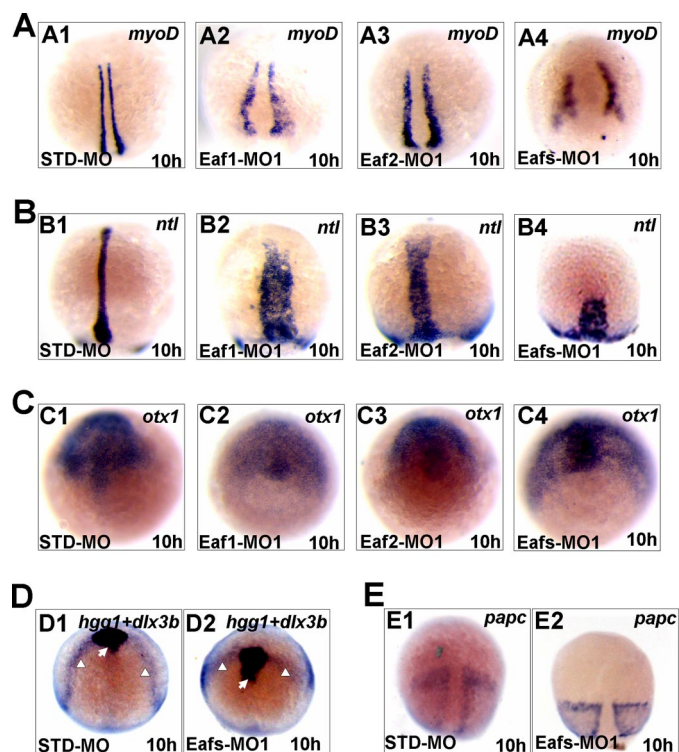 A
A1 myoD
STD-MO 10h
A2 myoD
Eaf1-MO1 10h
A3 myoD
Eaf2-MO1 10h
A4 myoD
Eafs-MO1 10h
B
B1 ntl
STD-MO 10h
B2 ntl
Eaf1-MO1 10h
B3 ntl
Eaf2-MO1 10h
B4 ntl
Eafs-MO1 10h
C
C1 otx1
STD-MO 10h
C2 otx1
Eaf1-MO1 10h
C3 otx1
Eaf2-MO1 10h
C4 otx1
Eafs-MO1 10h
D
D1 hgg1+dlx3b
STD-MO 10h
D2 hgg1+dlx3b
Eafs-MO1 10h
E
E1 papc
STD-MO 10h
E2 papc
Eafs-MO1 10h